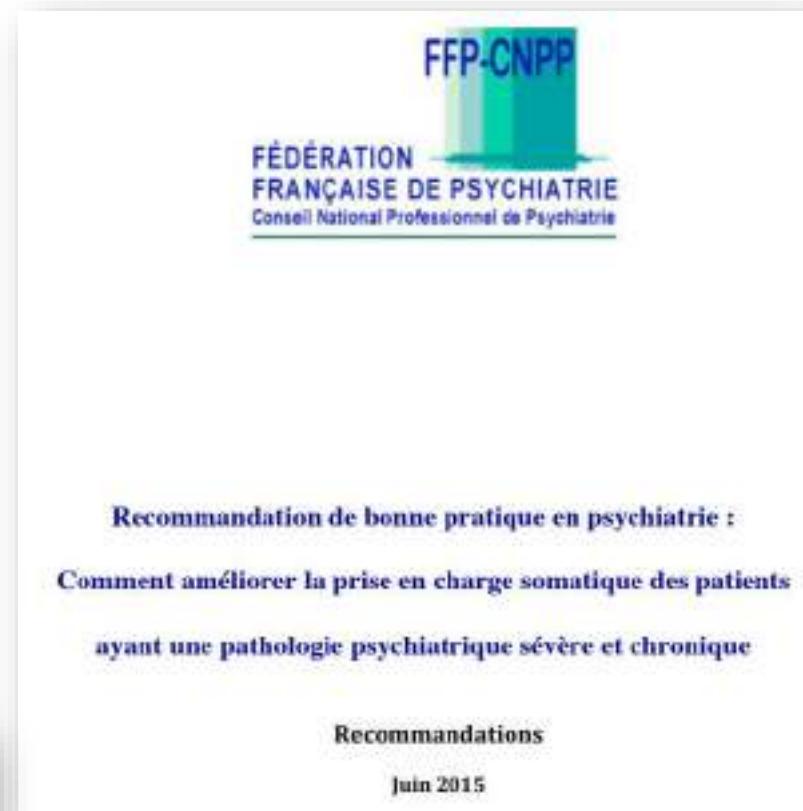 FFP-CNPP
FÉDÉRATION
FRANÇAISE DE PSYCHIATRIE
Conseil National Professionnel de Psychiatrie
Recommandation de bonne pratique en psychiatrie :
Comment améliorer la prise en charge somatique des patients
ayant une pathologie psychiatrique sévère et chronique
Recommandations
Juin 2015